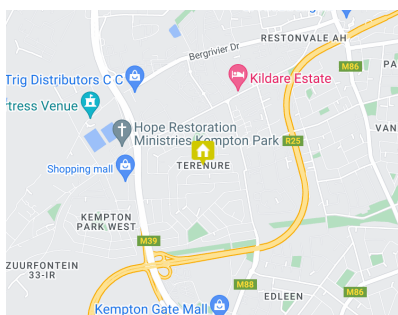 RESTONVALE AH
Bergrivier Dr
M86
PA
Trig Distributors C C
Kildare Estate
rtress Venue
Hope Restoration
Ministries Kempton Park
VAN
R25
Shopping mall
TERENURE
KEMPTON
PARK WEST
M39
ZUURFONTEIN
33-IR
M88
EDLEEN
M86
Kempton Gate Mall